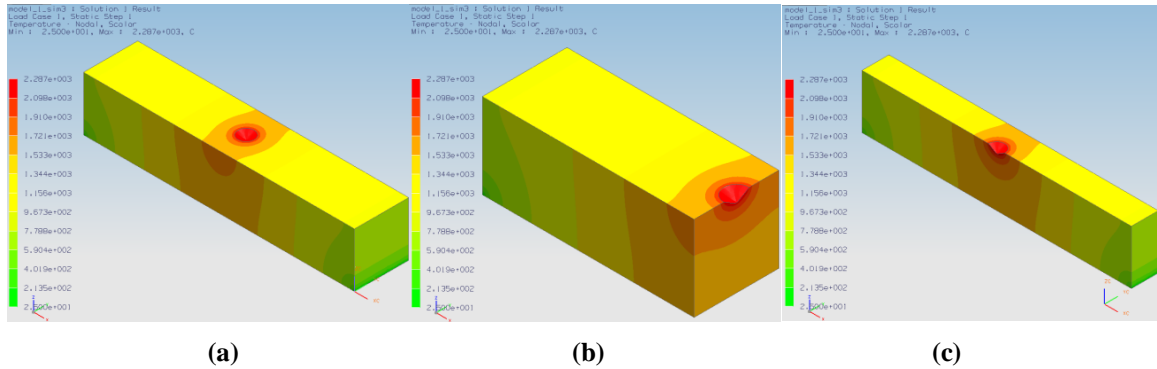 model_1_sim3 : Solution 1 Result
Load Case 1, Static Step 1
Temperature - Nodal, Scalar
Min : 2.500e+001, Max : 2.287e+003, C
2.287e+003
2.098e+003
1.910e+003
1.721e+003
1.533e+003
1.344e+003
1.156e+003
9.673e+002
7.788e+002
5.904e+002
4.019e+002
2.135e+002
2.500e+001
(a)
model_1_sim3 : Solution 1 Result
Load Case 1, Static Step 1
Temperature - Nodal, Scalar
Min : 2.500e+001, Max : 2.287e+003, C
2.287e+003
2.098e+003
1.910e+003
1.721e+003
1.533e+003
1.344e+003
1.156e+003
9.673e+002
7.788e+002
5.904e+002
4.019e+002
2.135e+002
2.500e+001
(b)
model_1_sim3 : Solution 1 Result
Load Case 1, Static Step 1
Temperature - Nodal, Scalar
Min : 2.500e+001, Max : 2.287e+003, C
2.287e+003
2.098e+003
1.910e+003
1.721e+003
1.533e+003
1.344e+003
1.156e+003
9.673e+002
7.788e+002
5.904e+002
4.019e+002
2.135e+002
2.500e+001
(c)